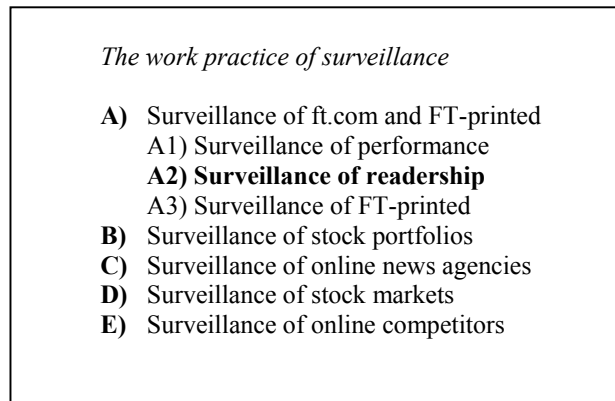 The work practice of surveillance
A) Surveillance of ft.com and FT-printed
A1) Surveillance of performance
A2) Surveillance of readership
A3) Surveillance of FT-printed
B) Surveillance of stock portfolios
C) Surveillance of online news agencies
D) Surveillance of stock markets
E) Surveillance of online competitors